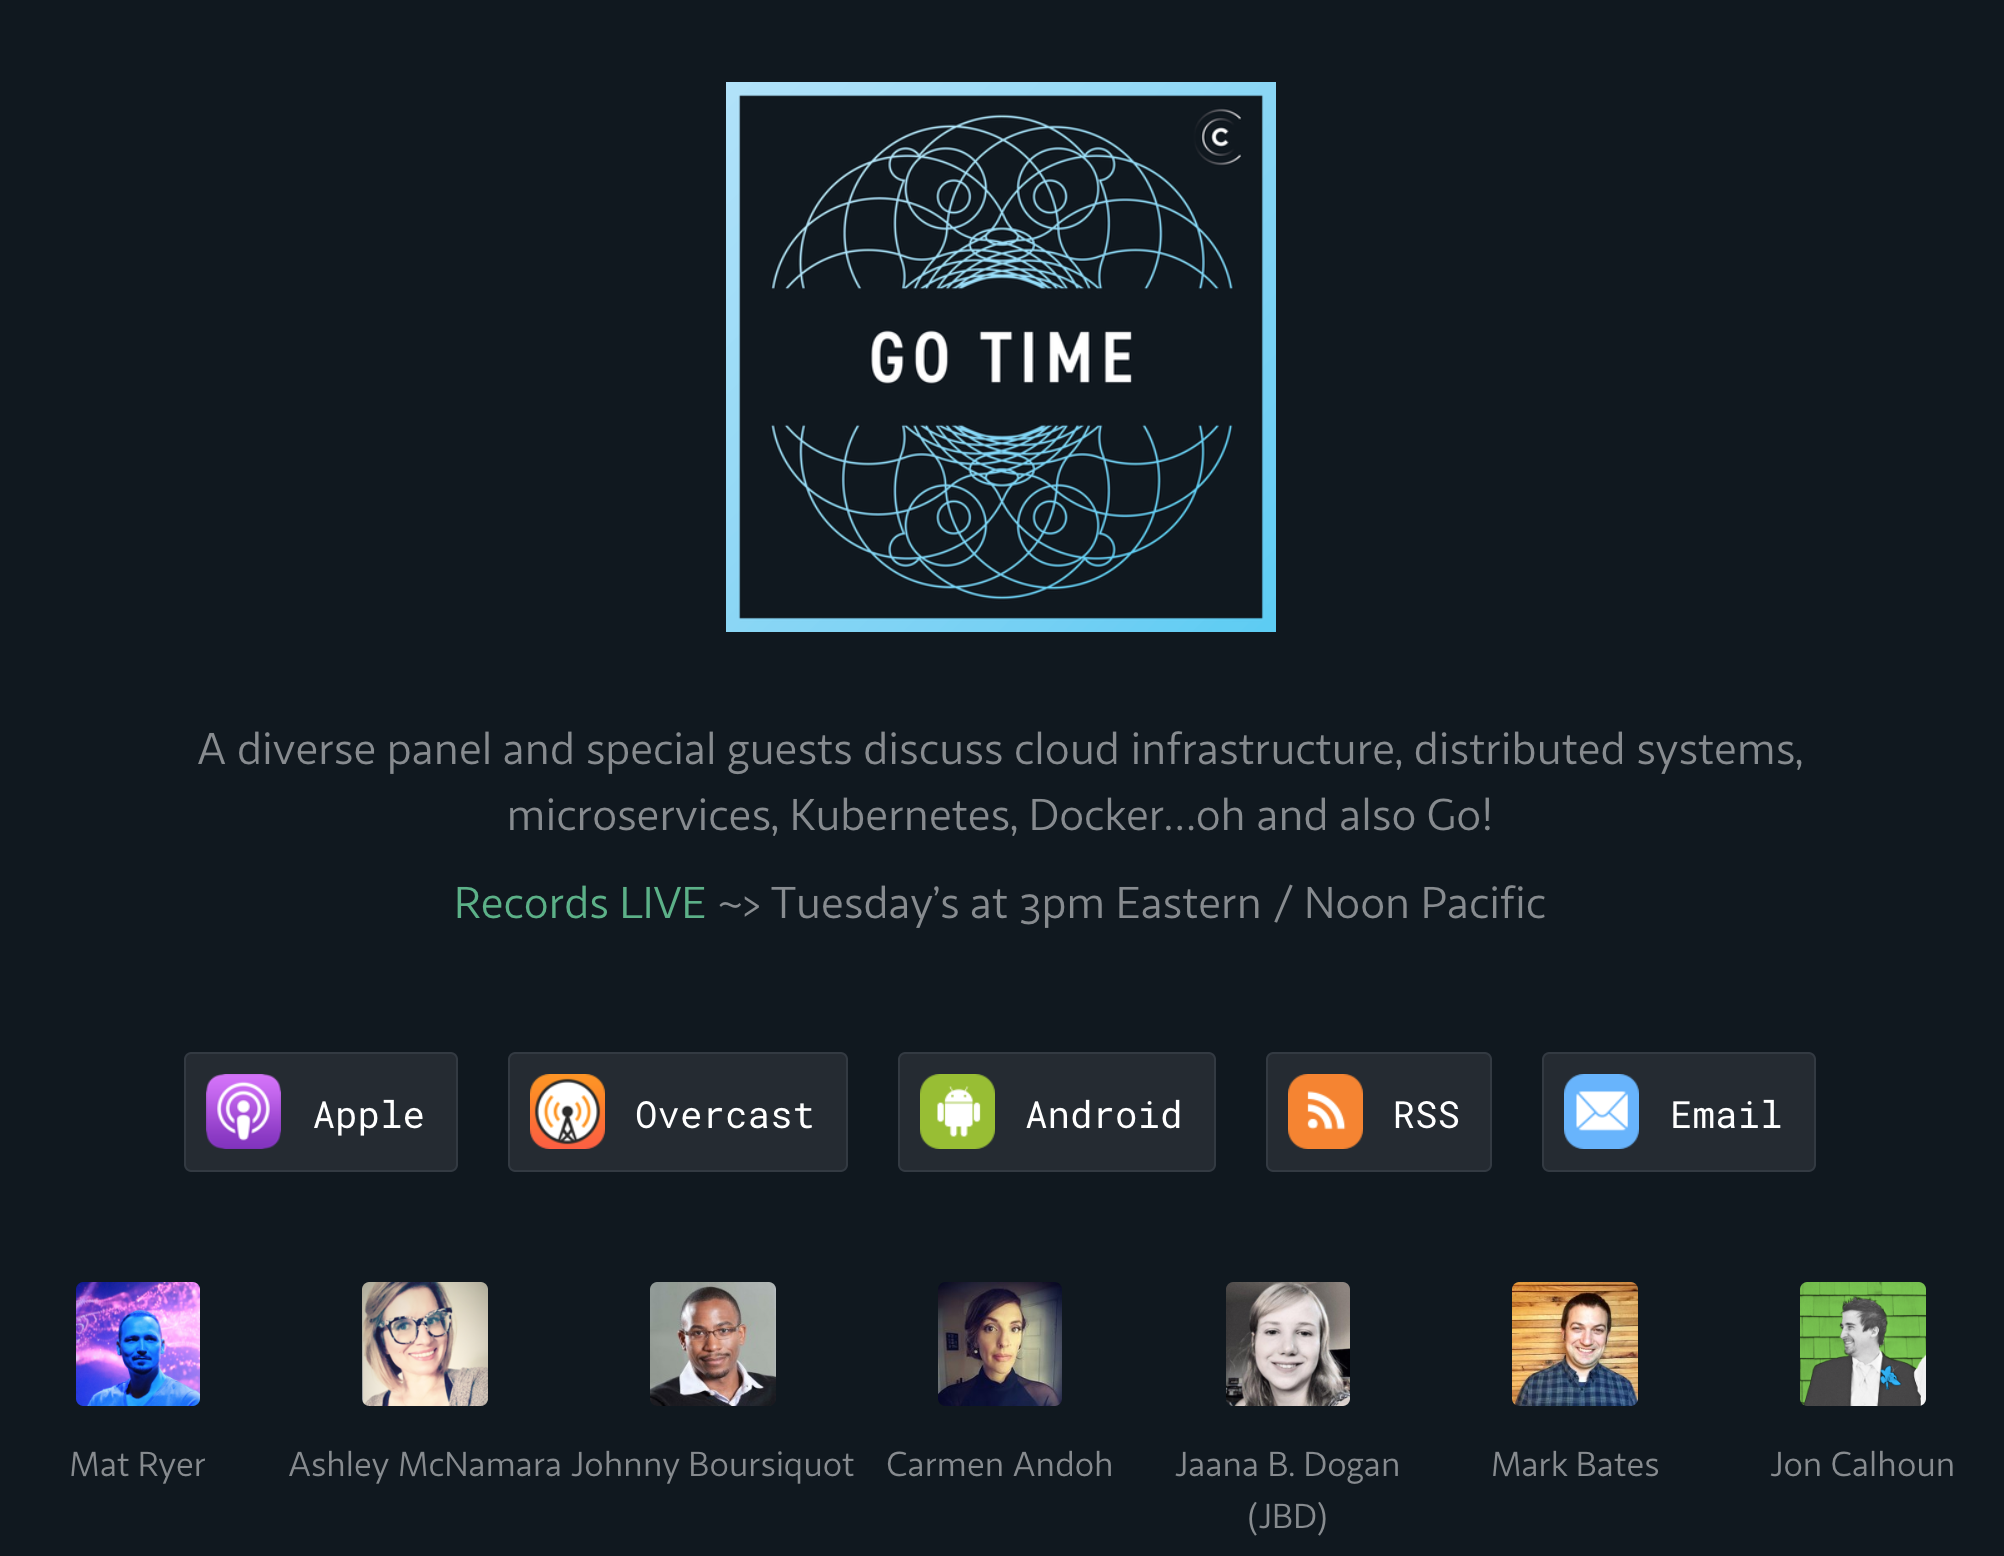 C
GO TIME
A diverse panel and special guests discuss cloud infrastructure, distributed systems,
microservices, Kubernetes, Docker...oh and also Go!
Records LIVE ~> Tuesday’s at 3pm Eastern / Noon Pacific
Apple
Overcast
Android
RSS
Email
Mat Ryer
Ashley McNamara
Johnny Boursiquot
Carmen Andoh
Jaana B. Dogan
(JBD)
Mark Bates
Jon Calhoun